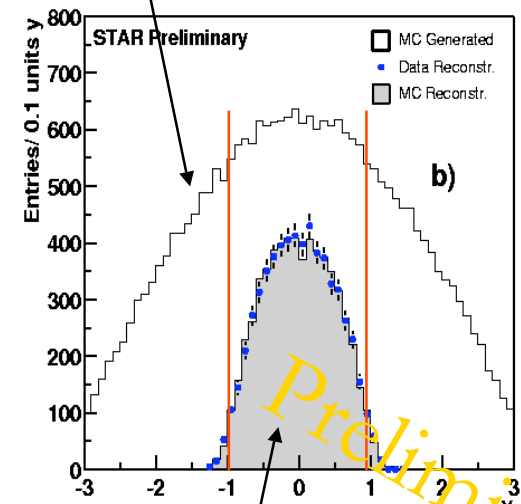 800
STAR Preliminary
MC Generated
Data Reconstr.
MC Reconstr.
700
600
500
400
300
200
100
0
Entries/ 0.1 units y
b)
-3
-2
-1
0
1
2
3